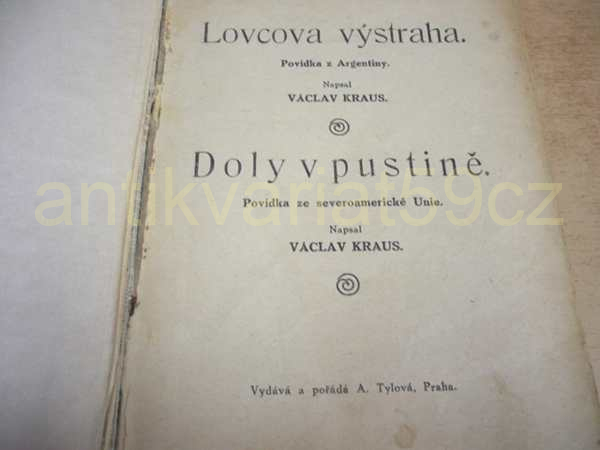 Lovcova výstraha.
Povídka z Argentiny.
Napsal
VÁCLAV KRAUS.
Doly v pustině.
antikvariat69cz
Povídka ze severoamerické Unie.
Napsal
VÁCLAV KRAUS.
Vydává a pořádá A. Tylová, Praha.